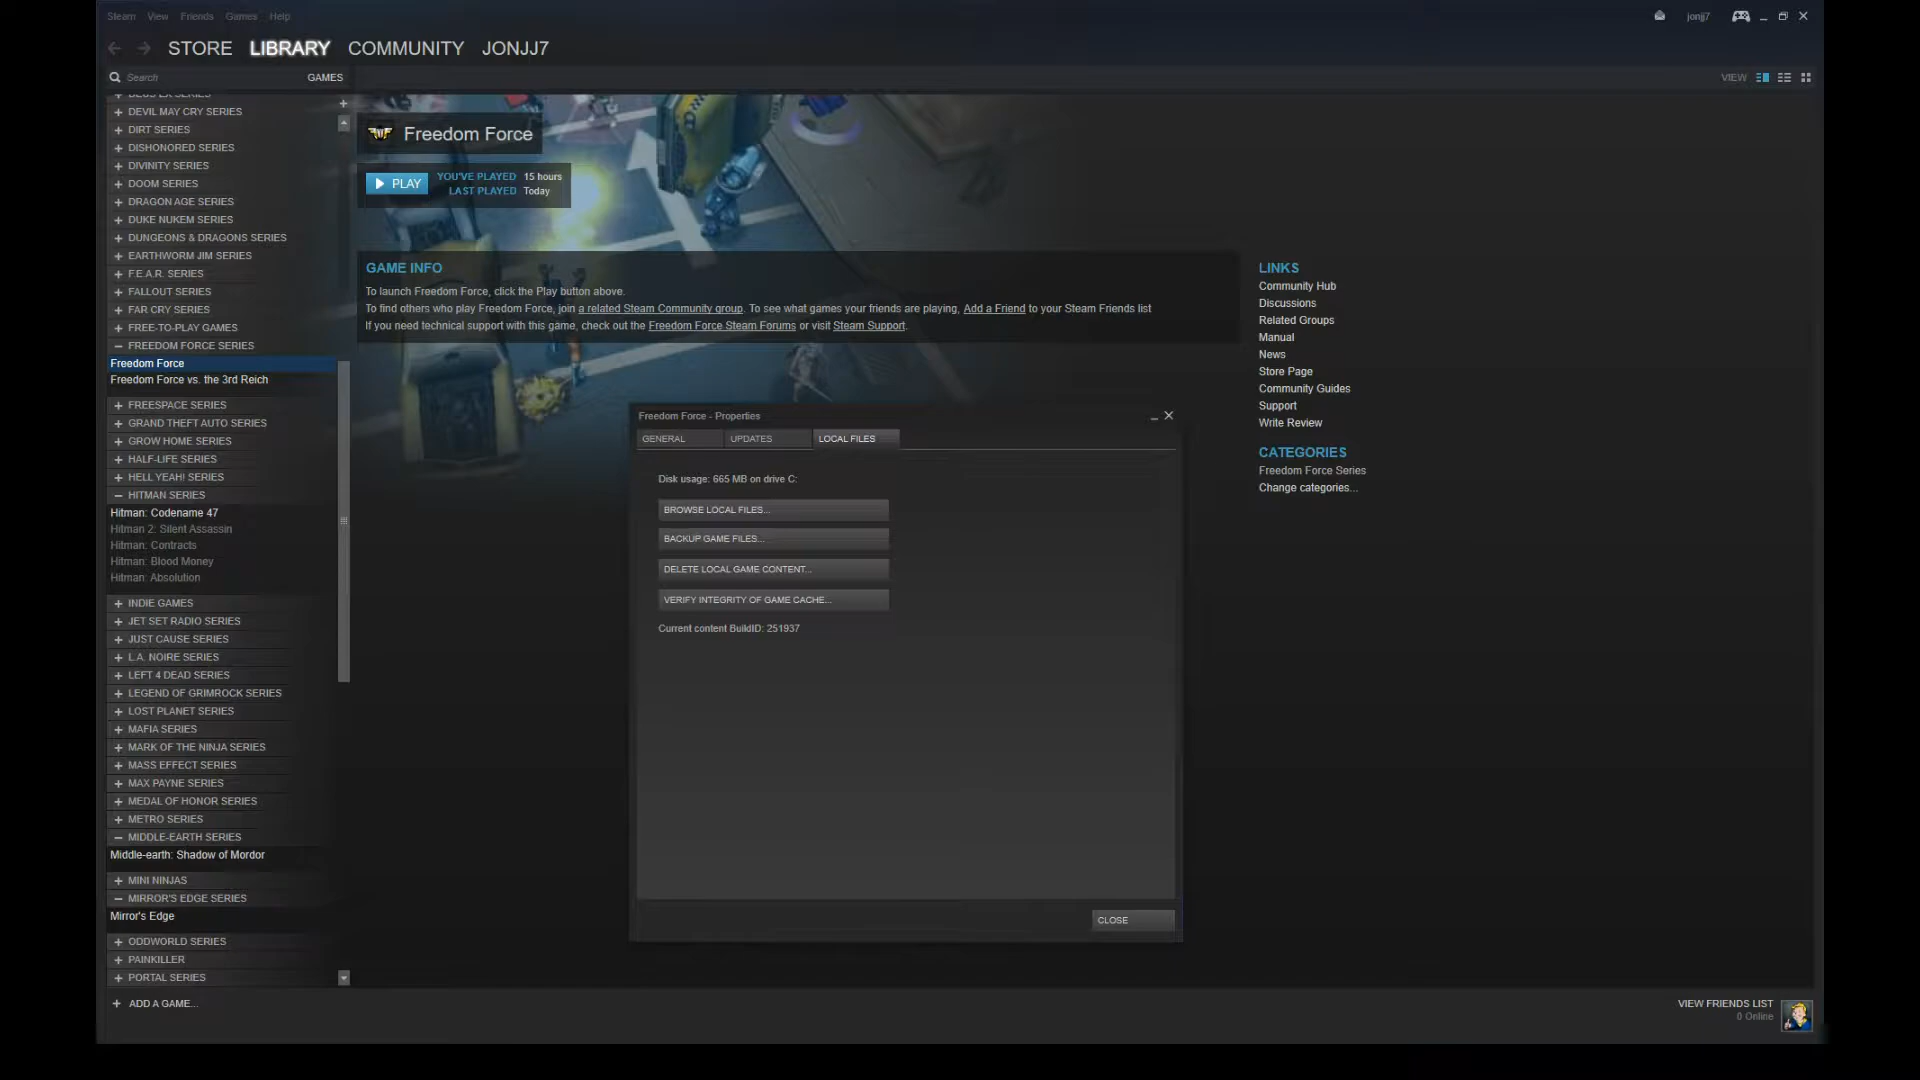 Steam View Friends Games Help
jonjj7
STORE LIBRARY COMMUNITY JONJJ7
Search GAMES
VIEW
DEUS EX SERIES
DEVIL MAY CRY SERIES
DIRT SERIES
DISHONORED SERIES
DIVINITY SERIES
DOOM SERIES
DRAGON AGE SERIES
DUKE NUKEM SERIES
DUNGEONS & DRAGONS SERIES
EARTHWORM JIM SERIES
F.E.A.R. SERIES
FALLOUT SERIES
FAR CRY SERIES
FREE-TO-PLAY GAMES
FREEDOM FORCE SERIES
Freedom Force
Freedom Force vs. the 3rd Reich
FREESPACE SERIES
GRAND THEFT AUTO SERIES
GROW HOME SERIES
HALF-LIFE SERIES
HELL YEAH! SERIES
HITMAN SERIES
Hitman: Codename 47
Hitman 2: Silent Assassin
Hitman: Contracts
Hitman: Blood Money
Hitman: Absolution
INDIE GAMES
JET SET RADIO SERIES
JUST CAUSE SERIES
L.A. NOIRE SERIES
LEFT 4 DEAD SERIES
LEGEND OF GRIMROCK SERIES
LOST PLANET SERIES
MAFIA SERIES
MARK OF THE NINJA SERIES
MASS EFFECT SERIES
MAX PAYNE SERIES
MEDAL OF HONOR SERIES
METRO SERIES
MIDDLE-EARTH SERIES
Middle-earth: Shadow of Mordor
MINI NINJAS
MIRROR'S EDGE SERIES
Mirror's Edge
ODDWORLD SERIES
PAINKILLER
PORTAL SERIES
ADD A GAME...
Freedom Force
PLAY
YOU'VE PLAYED 15 hours
LAST PLAYED Today
GAME INFO
To launch Freedom Force, click the Play button above.
To find others who play Freedom Force, join a related Steam Community group. To see what games your friends are playing, Add a Friend to your Steam Friends list
If you need technical support with this game, check out the Freedom Force Steam Forums or visit Steam Support.
LINKS
Community Hub
Discussions
Related Groups
Manual
News
Store Page
Community Guides
Support
Write Review
CATEGORIES
Freedom Force Series
Change categories...
Freedom Force - Properties
GENERAL UPDATES LOCAL FILES
Disk usage: 665 MB on drive C:
BROWSE LOCAL FILES...
BACKUP GAME FILES...
DELETE LOCAL GAME CONTENT...
VERIFY INTEGRITY OF GAME CACHE...
Current content BuildID: 251937
CLOSE
VIEW FRIENDS LIST
0 Online